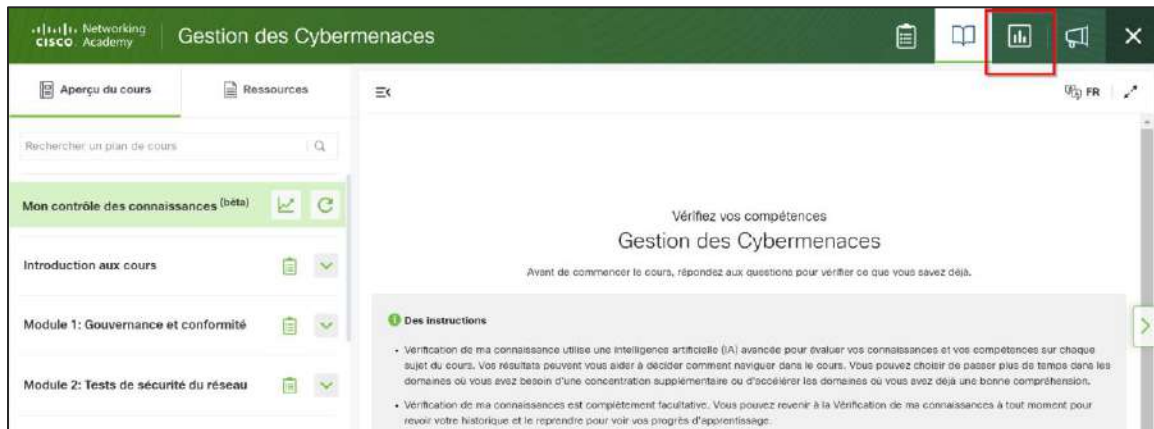 Networking
CISCO. Academy
Gestion des Cybermenaces
Aperçu du cours
Ressources
FR
Rechercher un plan de cours
Mon contrôle des connaissances (bêta)
Introduction aux cours
Module 1: Gouvernance et conformité
Module 2: Tests de sécurité du réseau
Vérifiez vos compétences
Gestion des Cybermenaces
Avant de commencer le cours, répondez aux questions pour vérifier ce que vous savez déjà.
Des instructions
• Vérification de ma connaissance utilise une intelligence artificielle (IA) avancée pour évaluer vos connaissances et vos compétences sur chaque
sujet du cours. Vos résultats peuvent vous aider à décider comment naviguer dans le cours. Vous pouvez choisir de passer plus de temps dans les
domaines où vous avez besoin d'une concentration supplémentaire ou d'accélérer les domaines où vous avez déjà une bonne compréhension.
• Vérification de ma connaissances est complètement facultative. Vous pouvez revenir à la Vérification de ma connaissances à tout moment pour
revoir votre historique et le reprendre pour voir vos progrès d'apprentissage.